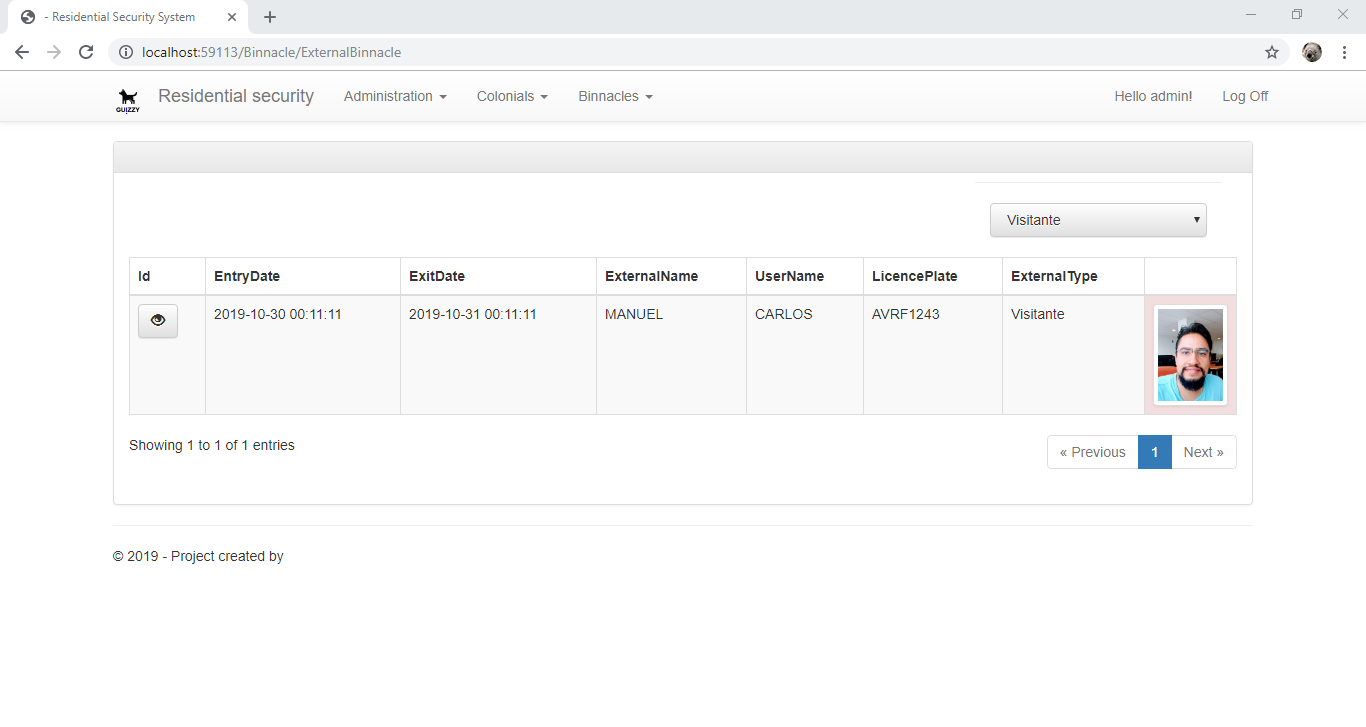 - Residential Security System
localhost:59113/Binnacle/ExternalBinnacle
GUIZZY Residential security Administration Colonials Binnacles Hello admin! Log Off
Visitante
Id EntryDate ExitDate ExternalName UserName LicencePlate ExternalType
2019-10-30 00:11:11 2019-10-31 00:11:11 MANUEL CARLOS AVRF1243 Visitante
Showing 1 to 1 of 1 entries « Previous 1 Next »
© 2019 - Project created by